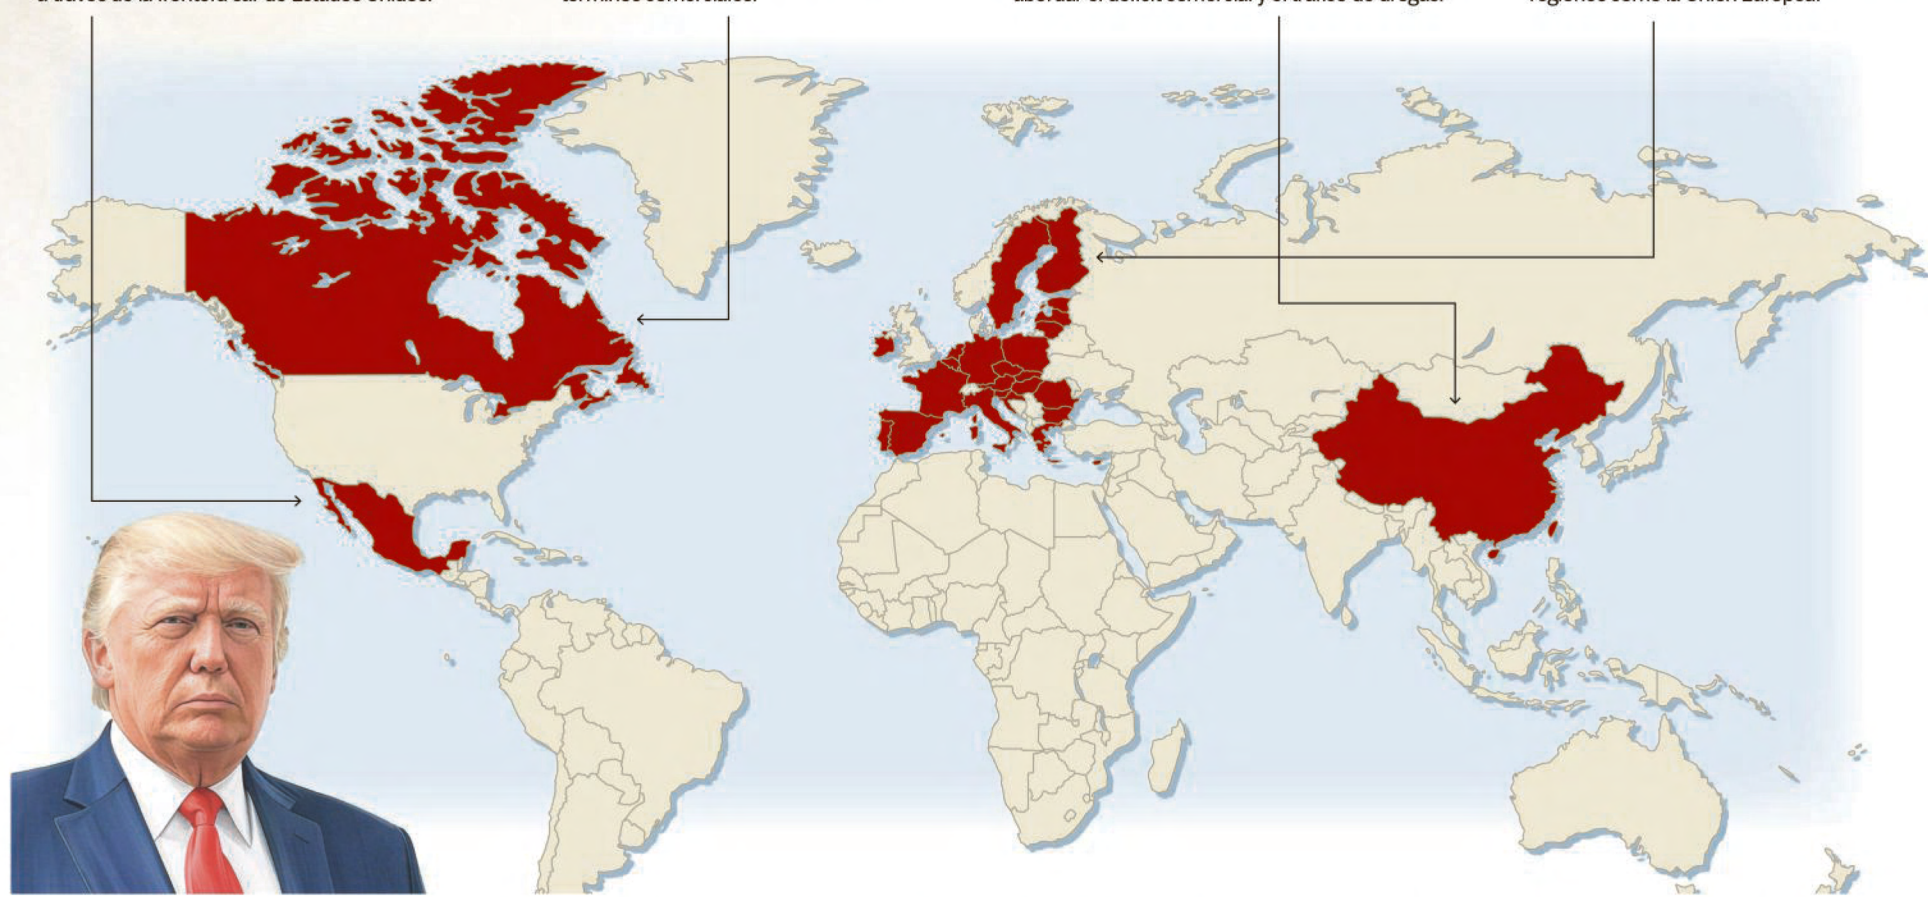 a través de la frontera sur de Estados Unidos.
términos comerciales.
abordar el déficit comercial y el tráfico de drogas.
regiones como la Unión Europea.